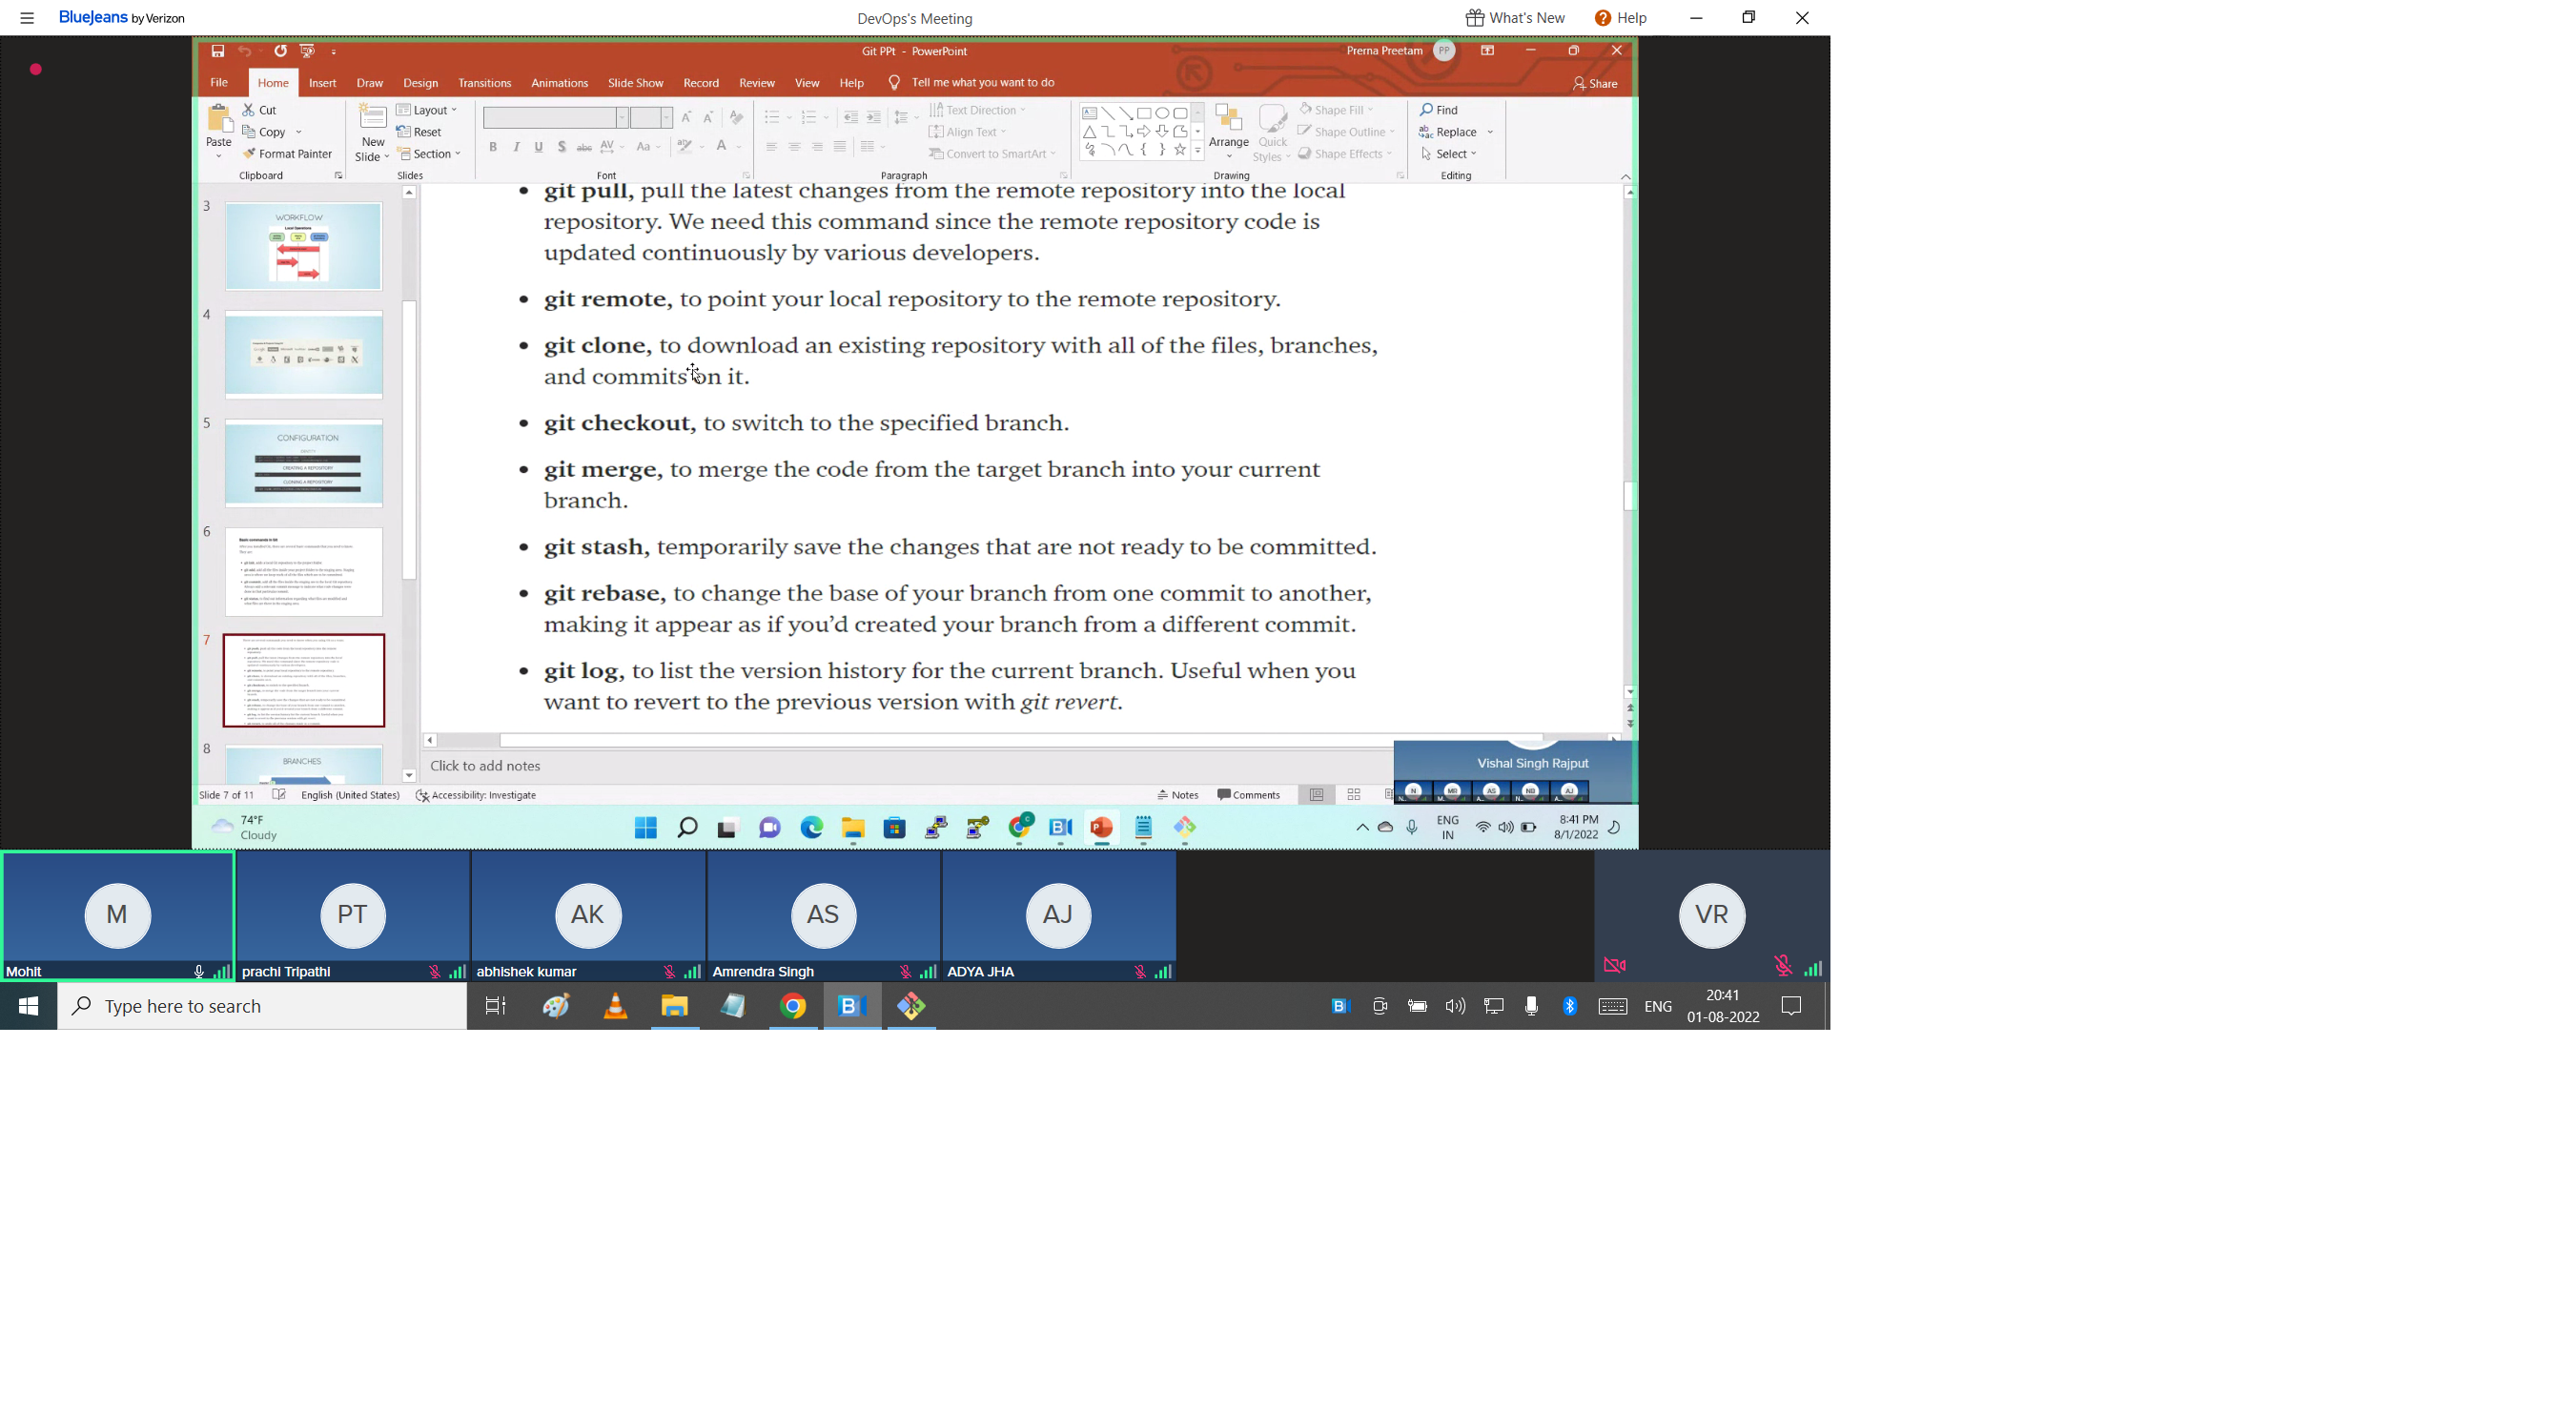 BlueJeans by Verizon
DevOps's Meeting
What's New
Help
Git PPt - PowerPoint
Prerna Preetam
PP
File
Home
Insert
Draw
Design
Transitions
Animations
Slide Show
Record
Review
View
Help
Tell me what you want to do
Share
Paste
Cut
Copy
Format Painter
Clipboard
New
Slide
Layout
Reset
Section
Slides
Font
Text Direction
Align Text
Convert to SmartArt
Paragraph
Arrange
Quick
Styles
Shape Fill
Shape Outline
Shape Effects
Drawing
Find
Replace
Select
Editing
3
WORKFLOW
4
5
CONFIGURATION
CREATING A REPOSITORY
CLONING A REPOSITORY
6
7
8
BRANCHES
• git pull, pull the latest changes from the remote repository into the local
repository. We need this command since the remote repository code is
updated continuously by various developers.
• git remote, to point your local repository to the remote repository.
• git clone, to download an existing repository with all of the files, branches,
and commits on it.
• git checkout, to switch to the specified branch.
• git merge, to merge the code from the target branch into your current
branch.
• git stash, temporarily save the changes that are not ready to be committed.
• git rebase, to change the base of your branch from one commit to another,
making it appear as if you’d created your branch from a different commit.
• git log, to list the version history for the current branch. Useful when you
want to revert to the previous version with git revert.
Click to add notes
Vishal Singh Rajput
N
MR
AS
NB
AJ
Slide 7 of 11
English (United States)
Accessibility: Investigate
Notes
Comments
74°F
Cloudy
ENG
IN
8:41 PM
8/1/2022
M
Mohit
PT
prachi Tripathi
AK
abhishek kumar
AS
Amrendra Singh
AJ
ADYA JHA
VR
Type here to search
ENG
20:41
01-08-2022